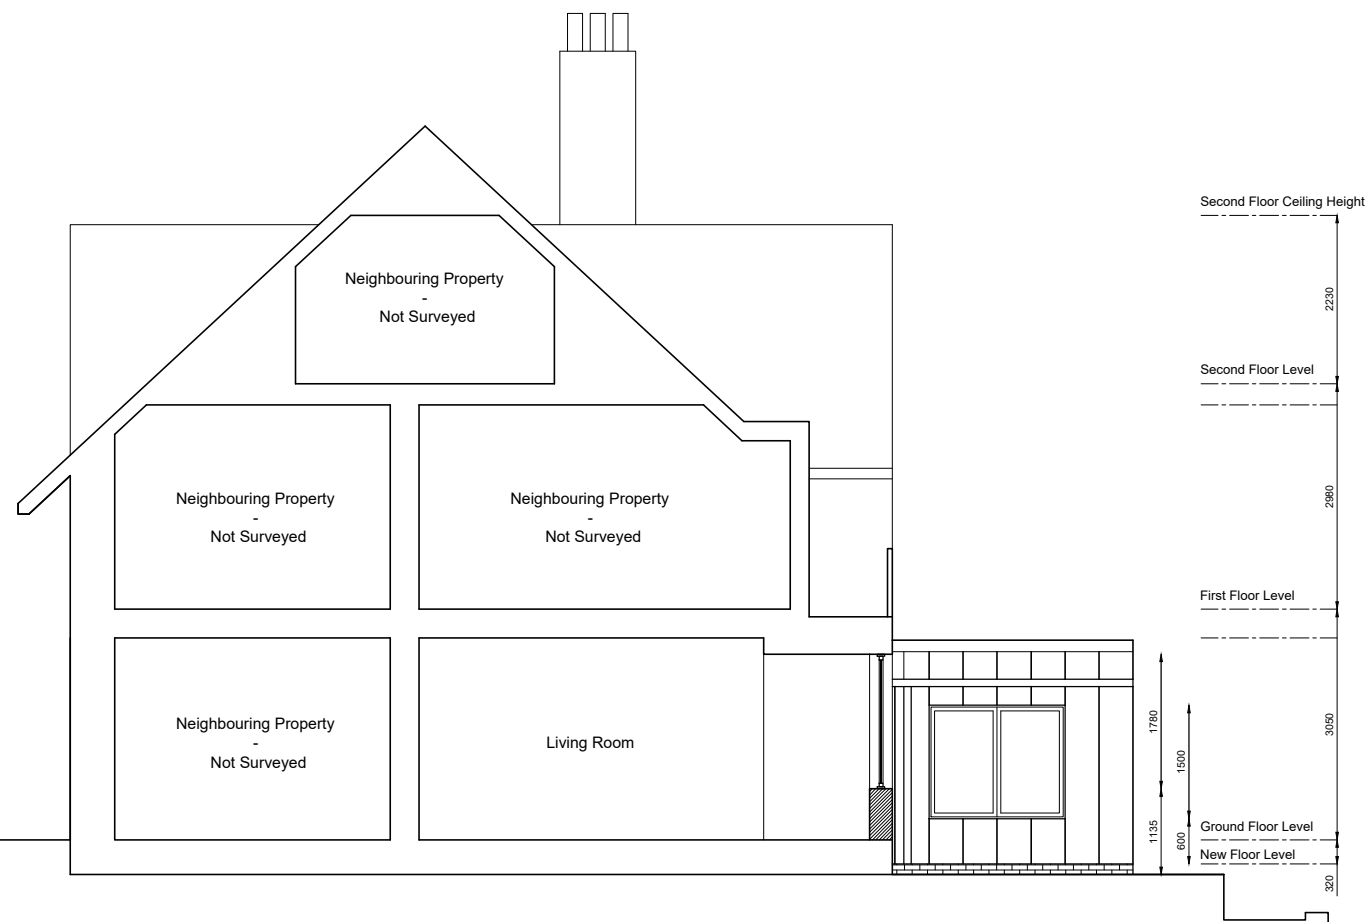 Second Floor Ceiling Height
2230
Neighbouring Property
-
Not Surveyed
Second Floor Level
2980
Neighbouring Property
-
Not Surveyed
Neighbouring Property
-
Not Surveyed
First Floor Level
3050
Neighbouring Property
-
Not Surveyed
Living Room
1780
1500
1135
600
Ground Floor Level
New Floor Level
320